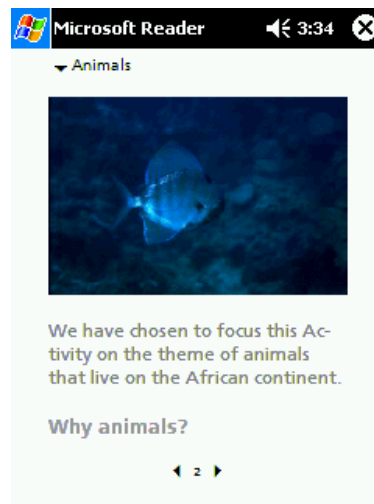 Microsoft Reader 3:34
Animals
We have chosen to focus this Ac-
tivity on the theme of animals
that live on the African continent.
Why animals?
2